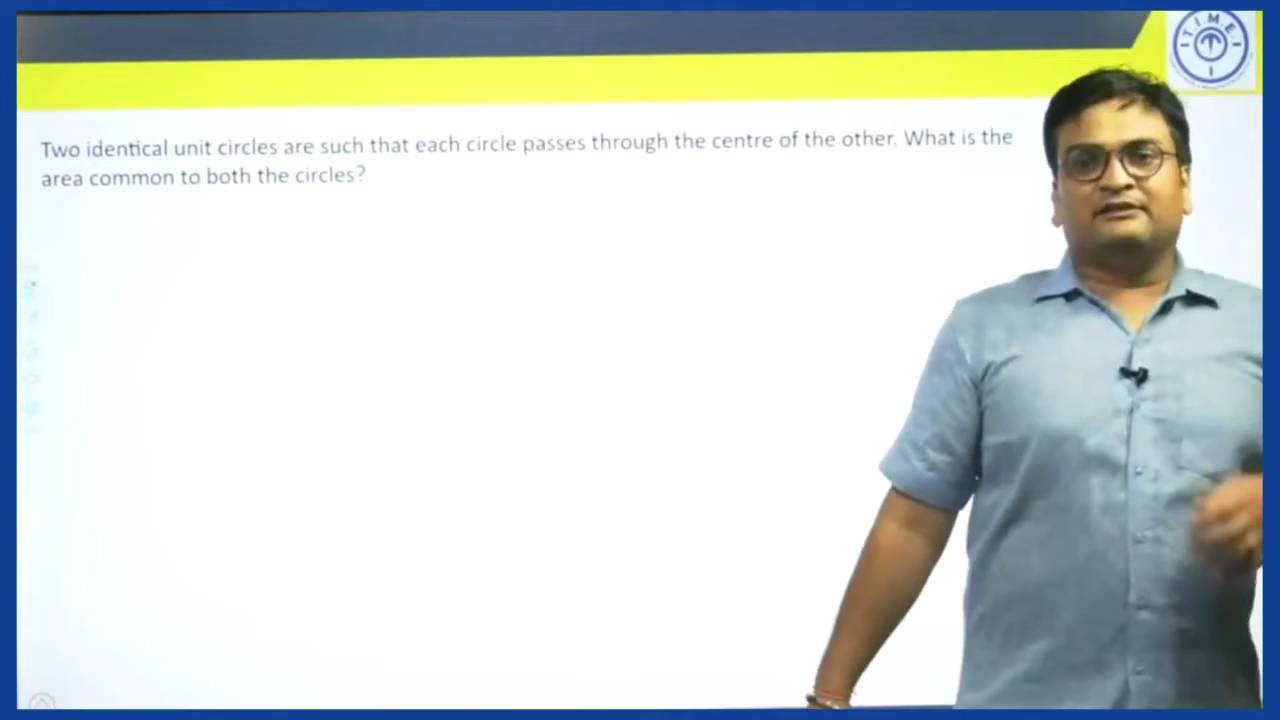 T.I.M.E
Two identical unit circles are such that each circle passes through the centre of the other. What is the
area common to both the circles?